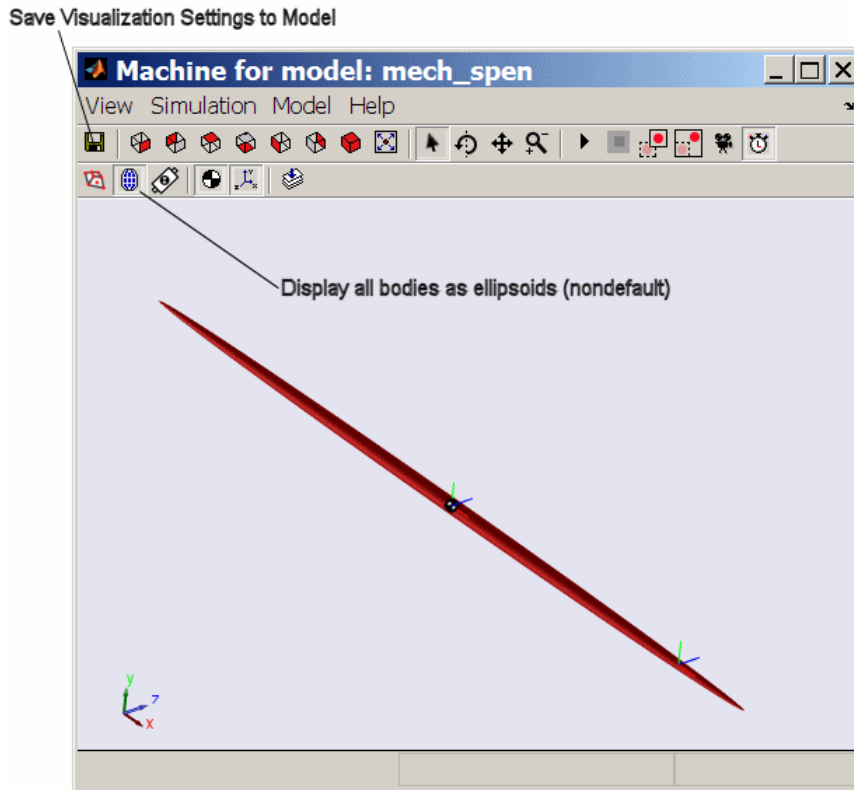 Save Visualization Settings to Model
Machine for model: mech_spen
View Simulation Model Help
Display all bodies as ellipsoids (nondefault)
y
z
x